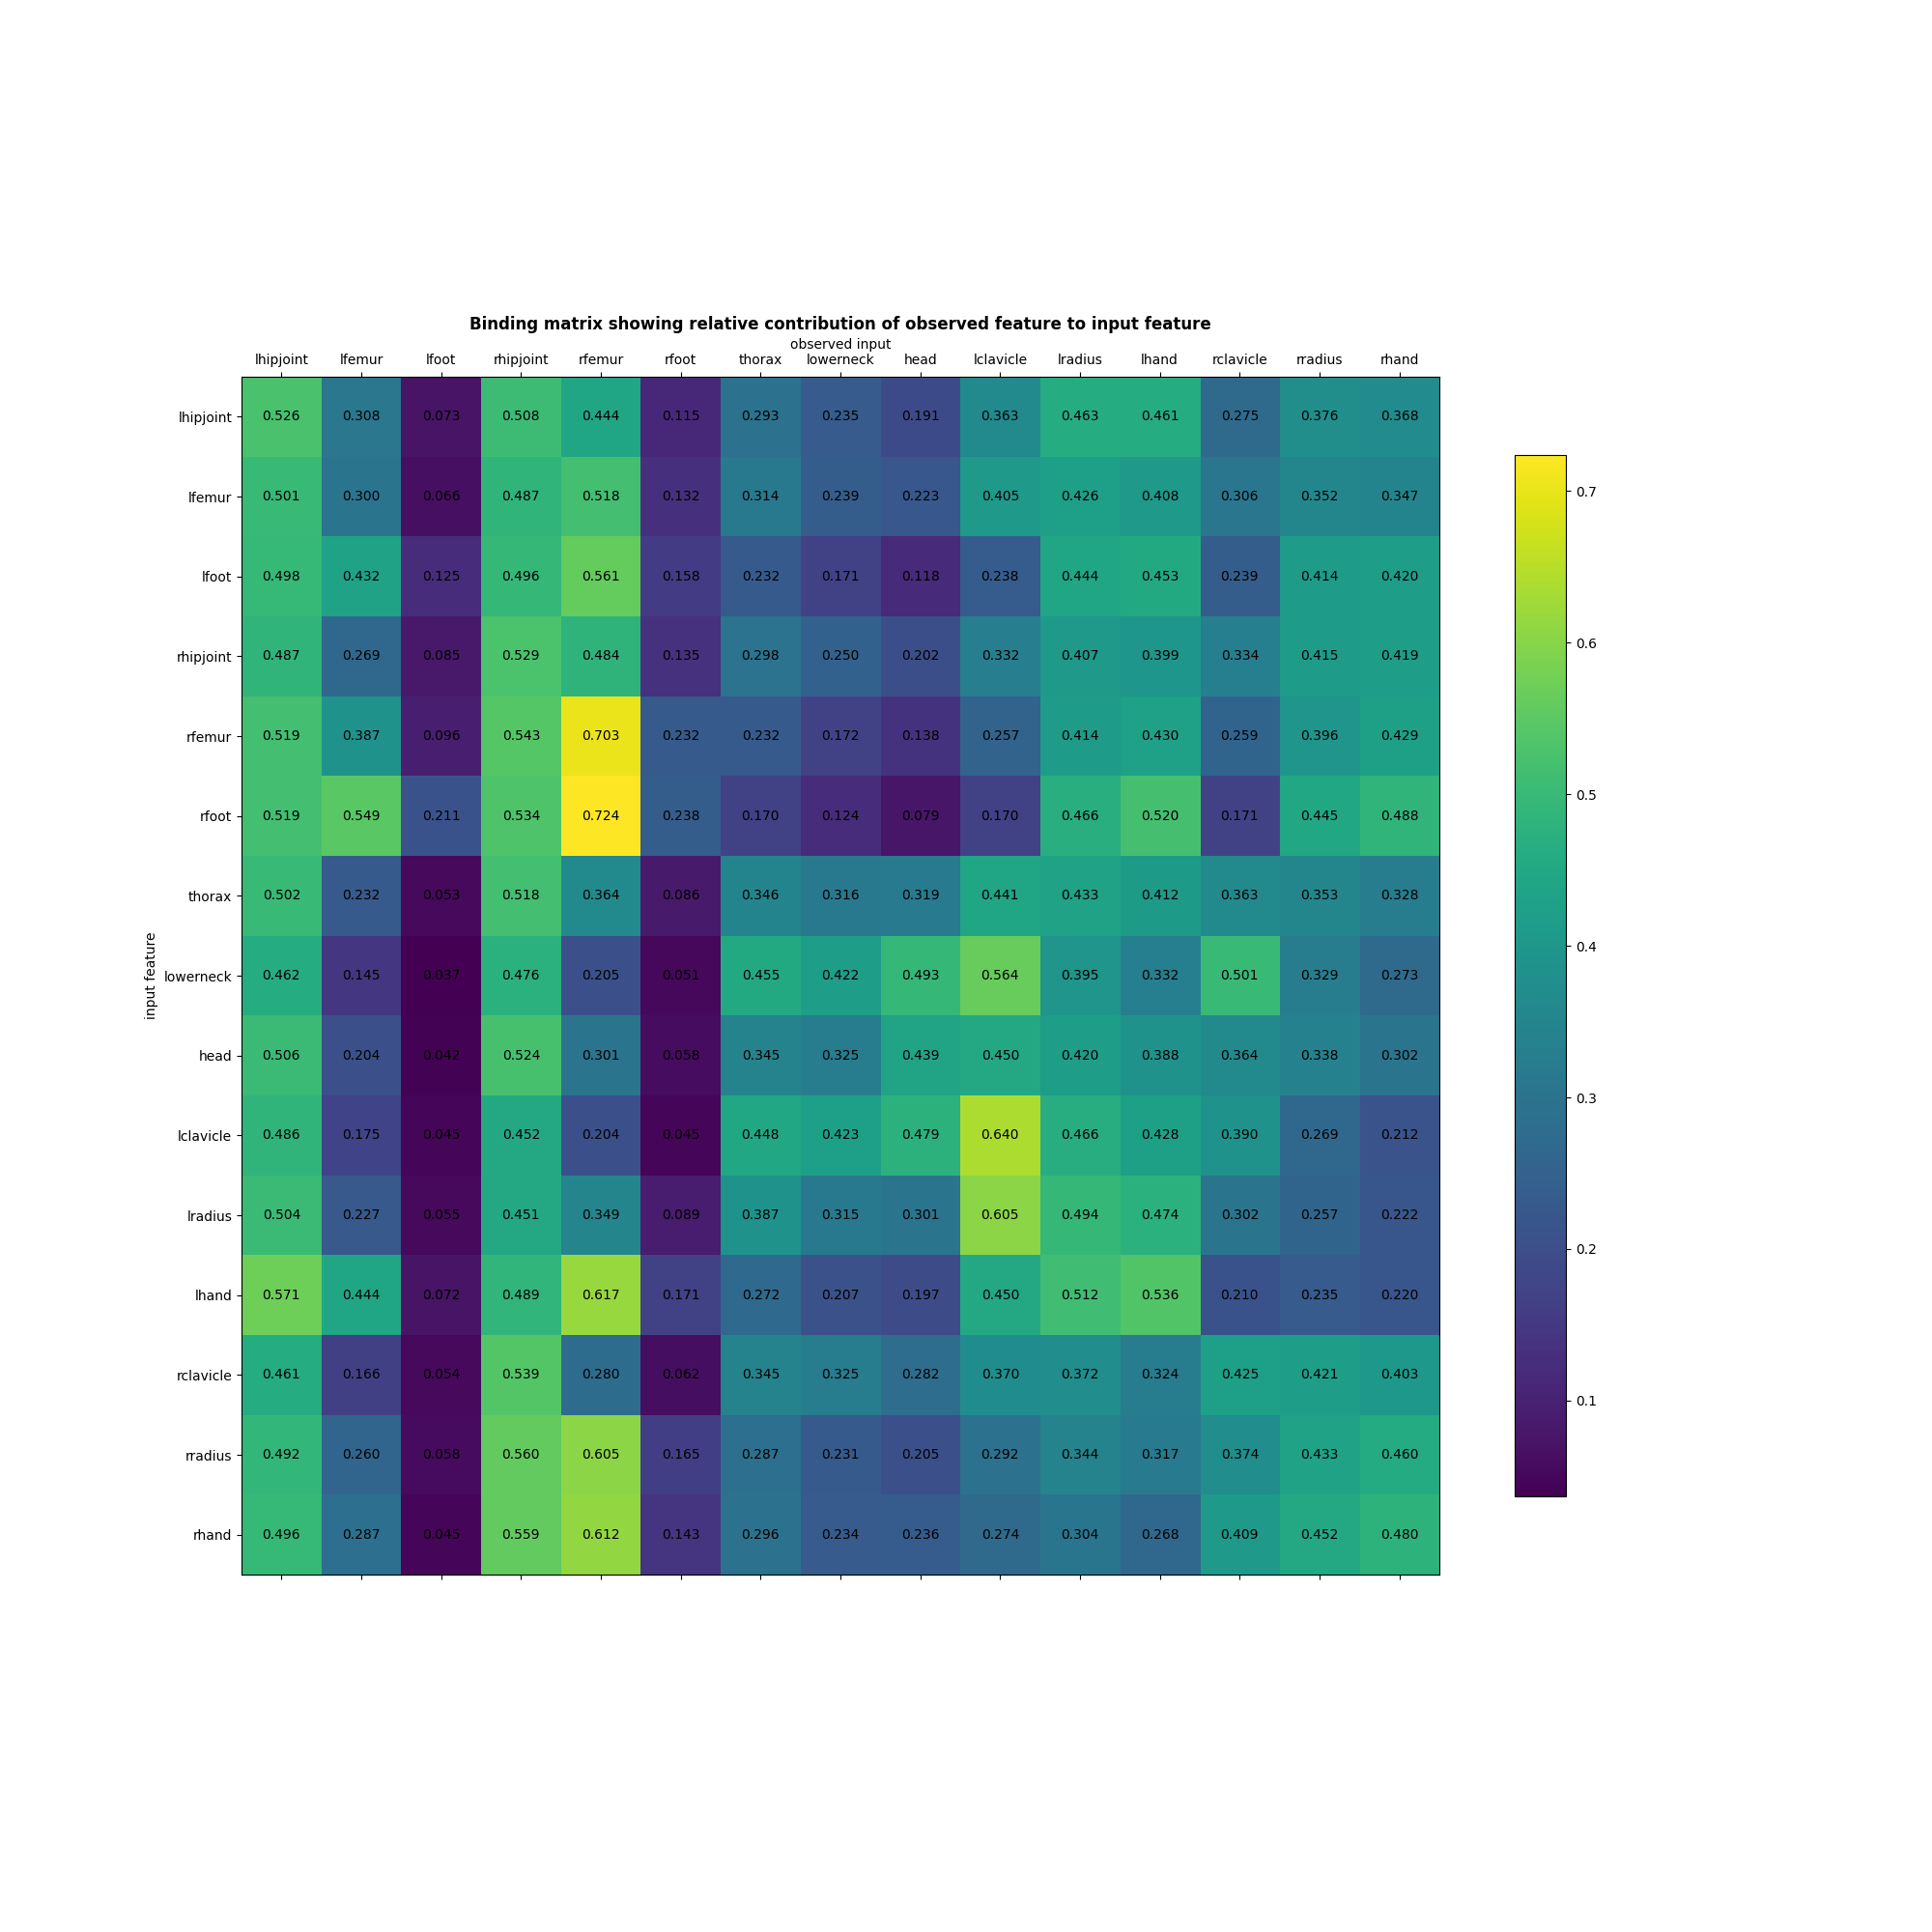 Binding matrix showing relative contribution of observed feature to input feature
observed input
lhipjoint lfemur lfoot rhipjoint rfemur rfoot thorax lowerneck head lclavicle lradius lhand rclavicle rradius rhand
lhipjoint 0.526 0.308 0.073 0.508 0.444 0.115 0.293 0.235 0.191 0.363 0.463 0.461 0.275 0.376 0.368
lfemur 0.501 0.300 0.066 0.487 0.518 0.132 0.314 0.239 0.223 0.405 0.426 0.408 0.306 0.352 0.347
0.7
lfoot 0.498 0.432 0.125 0.496 0.561 0.158 0.232 0.171 0.118 0.238 0.444 0.453 0.239 0.414 0.420
0.6
rhipjoint 0.487 0.269 0.085 0.529 0.484 0.135 0.298 0.250 0.202 0.332 0.407 0.399 0.334 0.415 0.419
rfemur 0.519 0.387 0.096 0.543 0.703 0.232 0.232 0.172 0.138 0.257 0.414 0.430 0.259 0.396 0.429
0.5
rfoot 0.519 0.549 0.211 0.534 0.724 0.238 0.170 0.124 0.079 0.170 0.466 0.520 0.171 0.445 0.488
thorax 0.502 0.232 0.053 0.518 0.364 0.086 0.346 0.316 0.319 0.441 0.433 0.412 0.363 0.353 0.328
0.4
input feature
lowerneck 0.462 0.145 0.037 0.476 0.205 0.051 0.455 0.422 0.493 0.564 0.395 0.332 0.501 0.329 0.273
head 0.506 0.204 0.042 0.524 0.301 0.058 0.345 0.325 0.439 0.450 0.420 0.388 0.364 0.338 0.302
0.3
lclavicle 0.486 0.175 0.045 0.452 0.204 0.045 0.448 0.423 0.479 0.640 0.466 0.428 0.390 0.269 0.212
lradius 0.504 0.227 0.055 0.451 0.349 0.089 0.387 0.315 0.301 0.605 0.494 0.474 0.302 0.257 0.222
0.2
lhand 0.571 0.444 0.072 0.489 0.617 0.171 0.272 0.207 0.197 0.450 0.512 0.536 0.210 0.235 0.220
rclavicle 0.461 0.166 0.054 0.539 0.280 0.062 0.345 0.325 0.282 0.370 0.372 0.324 0.425 0.421 0.403
0.1
rradius 0.492 0.260 0.058 0.560 0.605 0.165 0.287 0.231 0.205 0.292 0.344 0.317 0.374 0.433 0.460
rhand 0.496 0.287 0.045 0.559 0.612 0.143 0.296 0.234 0.236 0.274 0.304 0.268 0.409 0.452 0.480